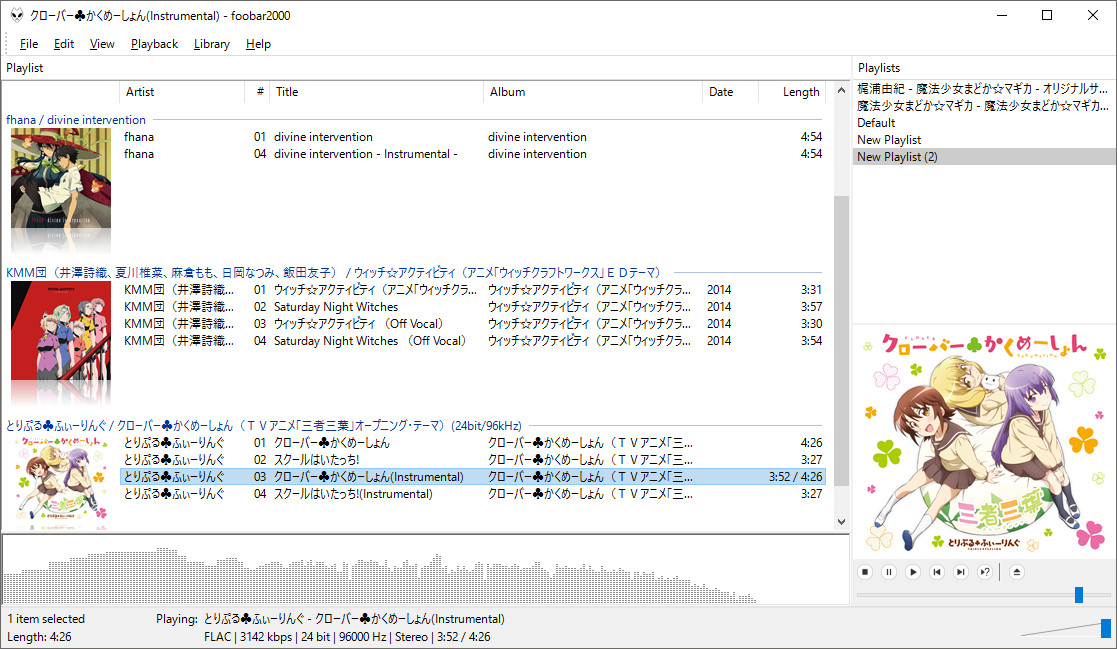 クローバー♣かくめーしょん(Instrumental) - foobar2000
File Edit View Playback Library Help
Playlist
Artist # Title Album Date Length
fhana / divine intervention
fhana 01 divine intervention divine intervention 4:54
fhana 04 divine intervention - Instrumental - divine intervention 4:54
KMM団（井澤詩織、夏川椎菜、麻倉もも、日岡なつみ、飯田友子） / ウィッチ☆アクティビティ（アニメ「ウィッチクラフトワークス」ＥＤテーマ）
KMM団（井澤詩織... 01 ウィッチ☆アクティビティ（アニメ「ウィッチクラ... ウィッチ☆アクティビティ（アニメ「ウィッチクラ... 2014 3:31
KMM団（井澤詩織... 02 Saturday Night Witches ウィッチ☆アクティビティ（アニメ「ウィッチクラ... 2014 3:57
KMM団（井澤詩織... 03 ウィッチ☆アクティビティ（Off Vocal） ウィッチ☆アクティビティ（アニメ「ウィッチクラ... 2014 3:30
KMM団（井澤詩織... 04 Saturday Night Witches （Off Vocal） ウィッチ☆アクティビティ（アニメ「ウィッチクラ... 2014 3:54
とりぷる♣ふぃーりんぐ / クローバー♣かくめーしょん（ＴＶアニメ「三者三葉」オープニング・テーマ）(24bit/96kHz)
とりぷる♣ふぃーりんぐ 01 クローバー♣かくめーしょん クローバー♣かくめーしょん（ＴＶアニメ「三... 4:26
とりぷる♣ふぃーりんぐ 02 スクールはいたっち! クローバー♣かくめーしょん（ＴＶアニメ「三... 3:27
とりぷる♣ふぃーりんぐ 03 クローバー♣かくめーしょん(Instrumental) クローバー♣かくめーしょん（ＴＶアニメ「三... 3:52 / 4:26
とりぷる♣ふぃーりんぐ 04 スクールはいたっち!(Instrumental) クローバー♣かくめーしょん（ＴＶアニメ「三... 3:27
クローバー♣かくめーしょん
三者三葉
Playlists
梶浦由紀 - 魔法少女まどか☆マギカ - オリジナルサ...
魔法少女まどか☆マギカ - 魔法少女まどか☆マギカ...
Default
New Playlist
New Playlist (2)
クローバー♣かくめーしょん
三者三葉
とりぷる♣ふぃーりんぐ
1 item selected Playing: とりぷる♣ふぃーりんぐ - クローバー♣かくめーしょん(Instrumental)
Length: 4:26 FLAC | 3142 kbps | 24 bit | 96000 Hz | Stereo | 3:52 / 4:26